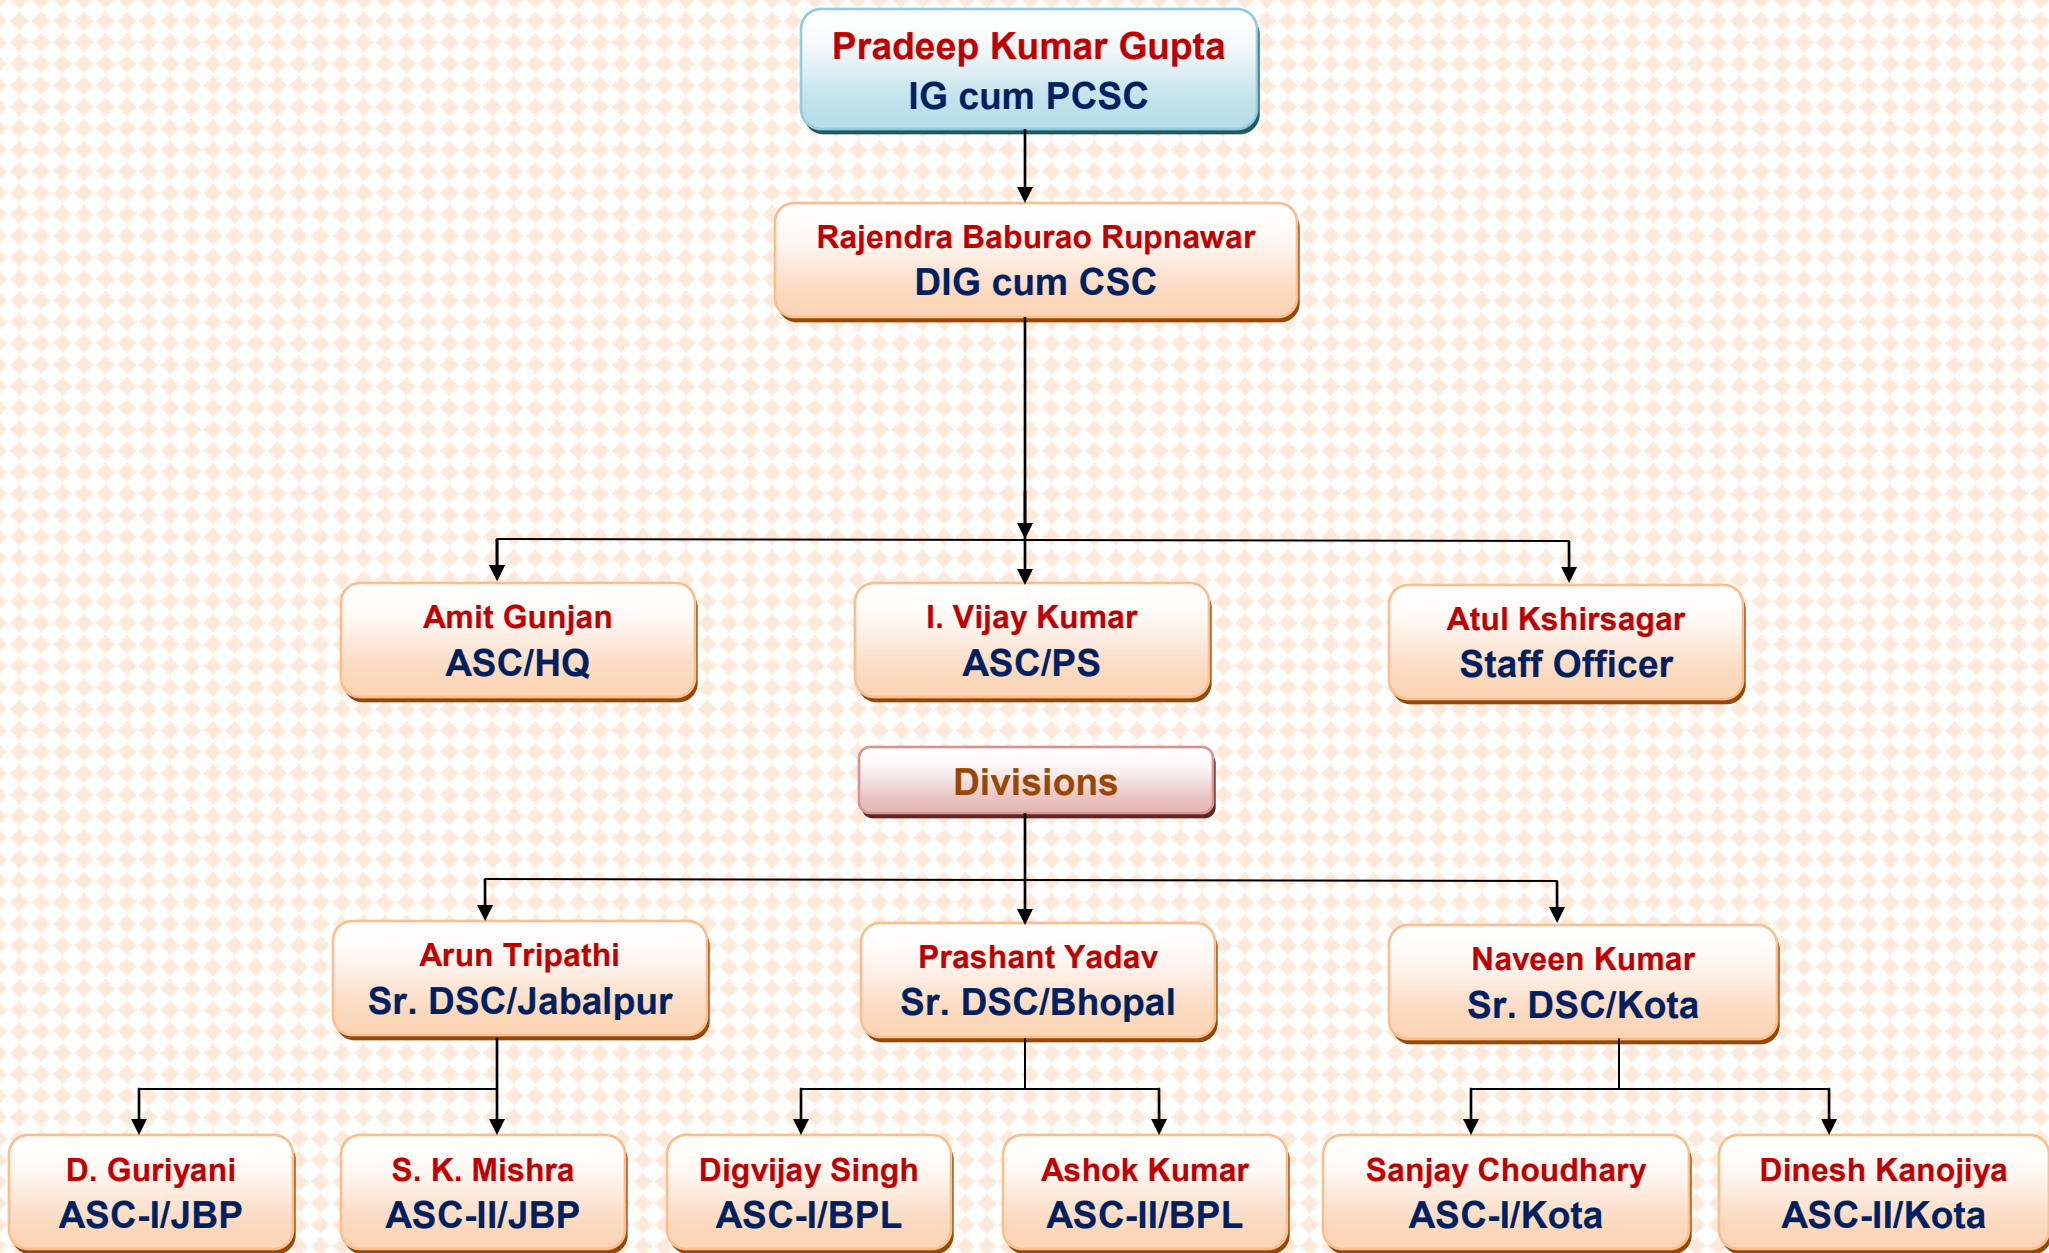 Pradeep Kumar Gupta
IG cum PCSC
Rajendra Baburao Rupnawar
DIG cum CSC
Amit Gunjan
ASC/HQ
I. Vijay Kumar
ASC/PS
Atul Kshirsagar
Staff Officer
Divisions
Arun Tripathi
Sr. DSC/Jabalpur
Prashant Yadav
Sr. DSC/Bhopal
Naveen Kumar
Sr. DSC/Kota
D. Guriyani
ASC-I/JBP
S. K. Mishra
ASC-II/JBP
Digvijay Singh
ASC-I/BPL
Ashok Kumar
ASC-II/BPL
Sanjay Choudhary
ASC-I/Kota
Dinesh Kanojiya
ASC-II/Kota